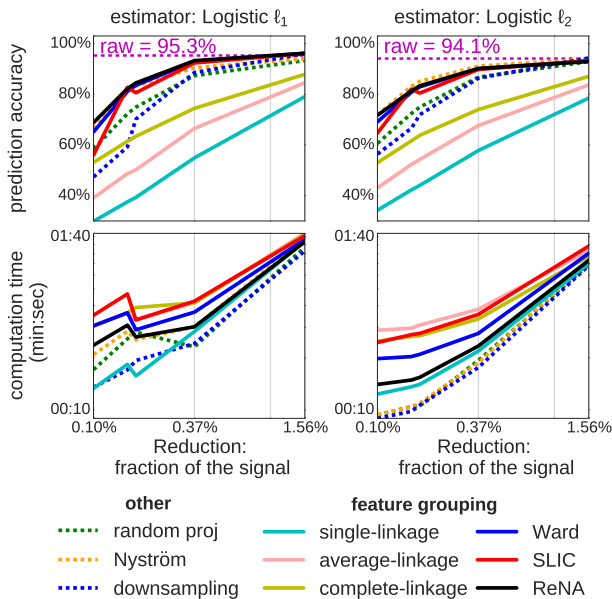 estimator: Logistic ℓ1
estimator: Logistic ℓ2
prediction accuracy
100%
80%
60%
40%
raw = 95.3%
100%
80%
60%
40%
raw = 94.1%
computation time
(min:sec)
01:40
00:10
01:40
00:10
0.10%
0.37%
1.56%
0.10%
0.37%
1.56%
Reduction:
fraction of the signal
Reduction:
fraction of the signal
other
random proj
Nyström
downsampling
feature grouping
single-linkage
average-linkage
complete-linkage
Ward
SLIC
ReNA